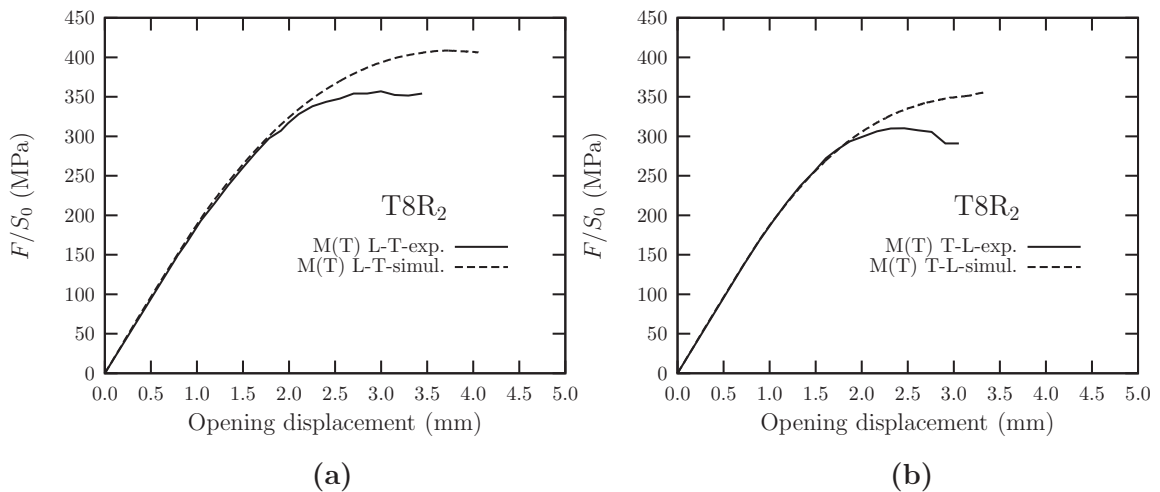 450
400
350
300
250
200
150
100
50
0
F/S₀ (MPa)
T8R₂
M(T) L-T-exp.
M(T) L-T-simul.
0.0 0.5 1.0 1.5 2.0 2.5 3.0 3.5 4.0 4.5 5.0
Opening displacement (mm)
(a)
450
400
350
300
250
200
150
100
50
0
F/S₀ (MPa)
T8R₂
M(T) T-L-exp.
M(T) T-L-simul.
0.0 0.5 1.0 1.5 2.0 2.5 3.0 3.5 4.0 4.5 5.0
Opening displacement (mm)
(b)